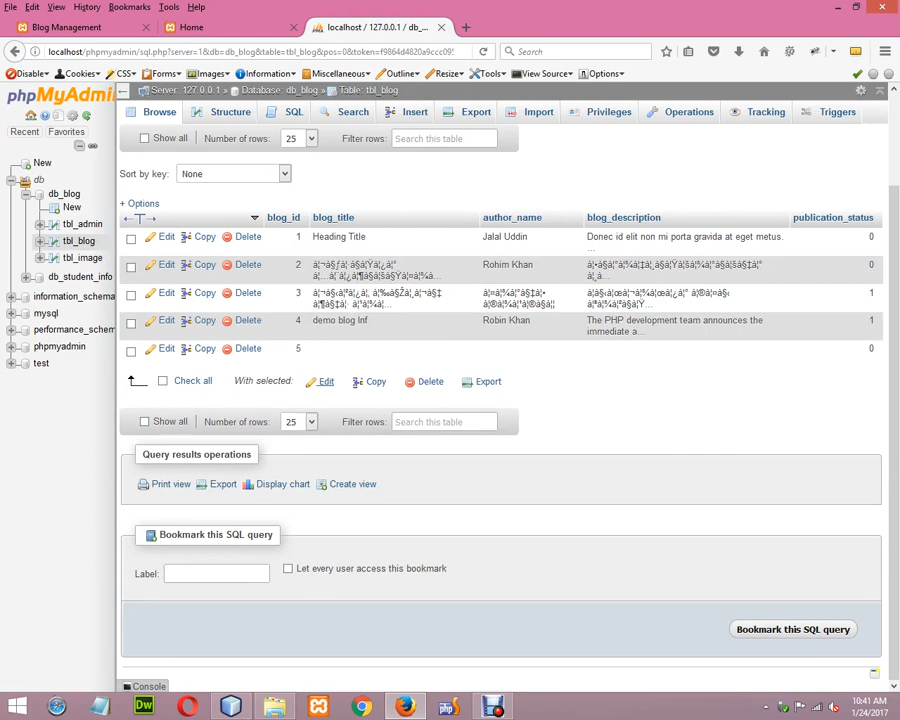 File Edit View History Bookmarks Tools Help
Blog Management
Home
localhost / 127.0.0.1 / db_...
localhost/phpmyadmin/sql.php?server=1&db=db_blog&table=tbl_blog&pos=0&token=f9864d4820a9ccc09
Search
Disable Cookies CSS Forms Images Information Miscellaneous Outline Resize Tools View Source Options
phpMyAdmin
Recent Favorites
New
db
db_blog
New
tbl_admin
tbl_blog
tbl_image
db_student_info
information_schema
mysql
performance_schem
phpmyadmin
test
Server: 127.0.0.1 » Database: db_blog » Table: tbl_blog
Browse Structure SQL Search Insert Export Import Privileges Operations Tracking Triggers
Show all Number of rows: 25 Filter rows: Search this table
Sort by key: None
+ Options
blog_id blog_title author_name blog_description publication_status
Edit Copy Delete 1 Heading Title Jalal Uddin Donec id elit non mi porta gravida at eget metus. ... 0
Edit Copy Delete 2 Rohim Khan 0
Edit Copy Delete 3 1
Edit Copy Delete 4 demo blog Inf Robin Khan The PHP development team announces the immediate a... 1
Edit Copy Delete 5 0
Check all With selected: Edit Copy Delete Export
Show all Number of rows: 25 Filter rows: Search this table
Query results operations
Print view Export Display chart Create view
Bookmark this SQL query
Label: Let every user access this bookmark
Bookmark this SQL query
Console
10:41 AM
1/24/2017